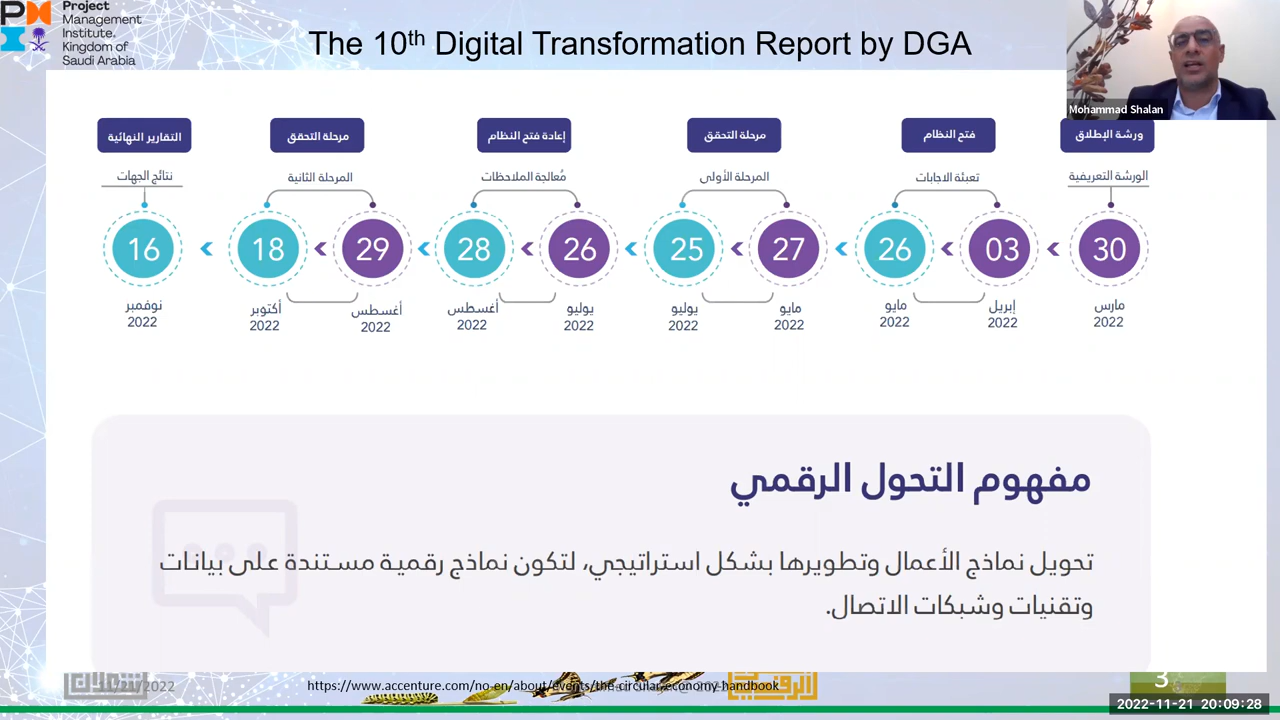 Project
Management
Institute.
Kingdom of
Saudi Arabia
The 10th Digital Transformation Report by DGA
Mohammad Shalan
ورشة الإطلاق
فتح النظام
مرحلة التحقق
إعادة فتح النظام
مرحلة التحقق
التقارير النهائية
الورشة التعريفية
تعبئة الاجابات
المرحلة الأولى
مُعالجة الملاحظات
المرحلة الثانية
نتائج الجهات
30
03
26
27
25
26
28
29
18
16
مارس
2022
إبريل
2022
مايو
2022
مايو
2022
يوليو
2022
يوليو
2022
أغسطس
2022
أغسطس
2022
أكتوبر
2022
نوفمبر
2022
مفهوم التحول الرقمي
تحويل نماذج الأعمال وتطويرها بشكل استراتيجي، لتكون نماذج رقمية مستندة على بيانات
وتقنيات وشبكات الاتصال.
https://www.accenture.com/no-en/about/events/the-circular-economy-handbook
3
2022-11-21 20:09:28